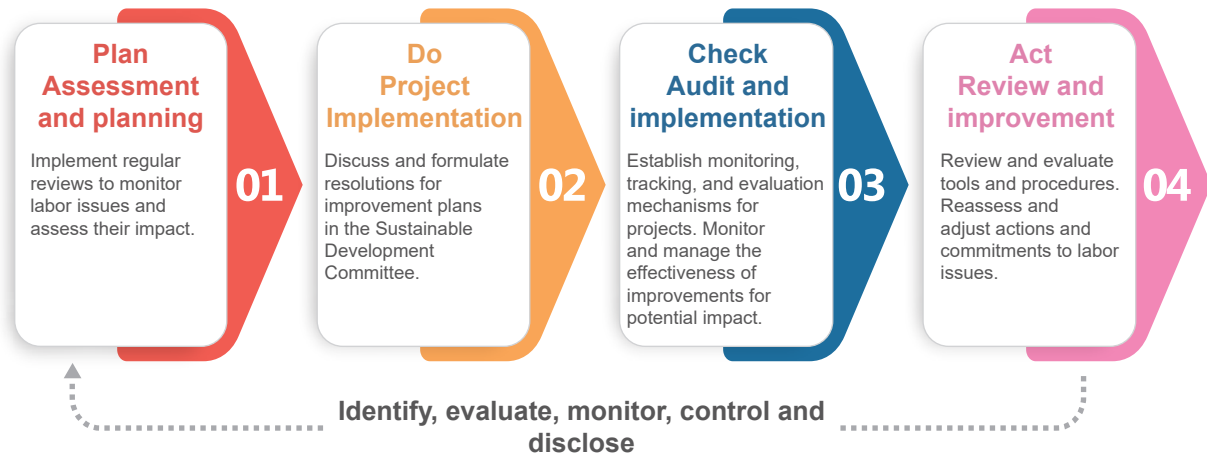 Plan
Assessment
and planning
Implement regular
reviews to monitor
labor issues and
assess their impact.
01
Do
Project
Implementation
Discuss and formulate
resolutions for
improvement plans
in the Sustainable
Development
Committee.
02
Check
Audit and
implementation
Establish monitoring,
tracking, and evaluation
mechanisms for
projects. Monitor
and manage the
effectiveness of
improvements for
potential impact.
03
Act
Review and
improvement
Review and evaluate
tools and procedures.
Reassess and
adjust actions and
commitments to labor
issues.
04
Identify, evaluate, monitor, control and
disclose